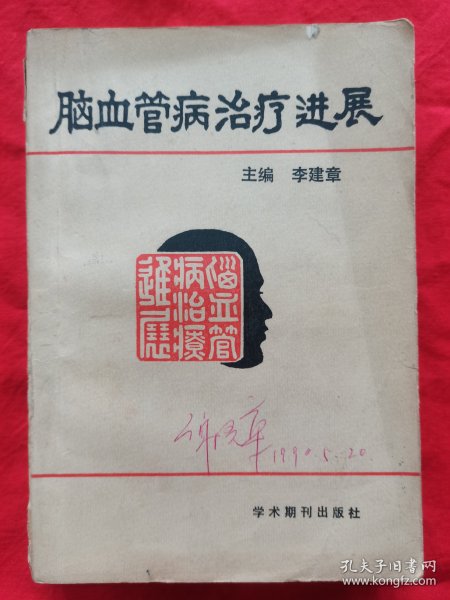 脑血管病治疗进展
主编 李建章
脑血管
病治疗
进展
1990.5.20
学术期刊出版社
孔夫子旧书网
www.kongfz.com